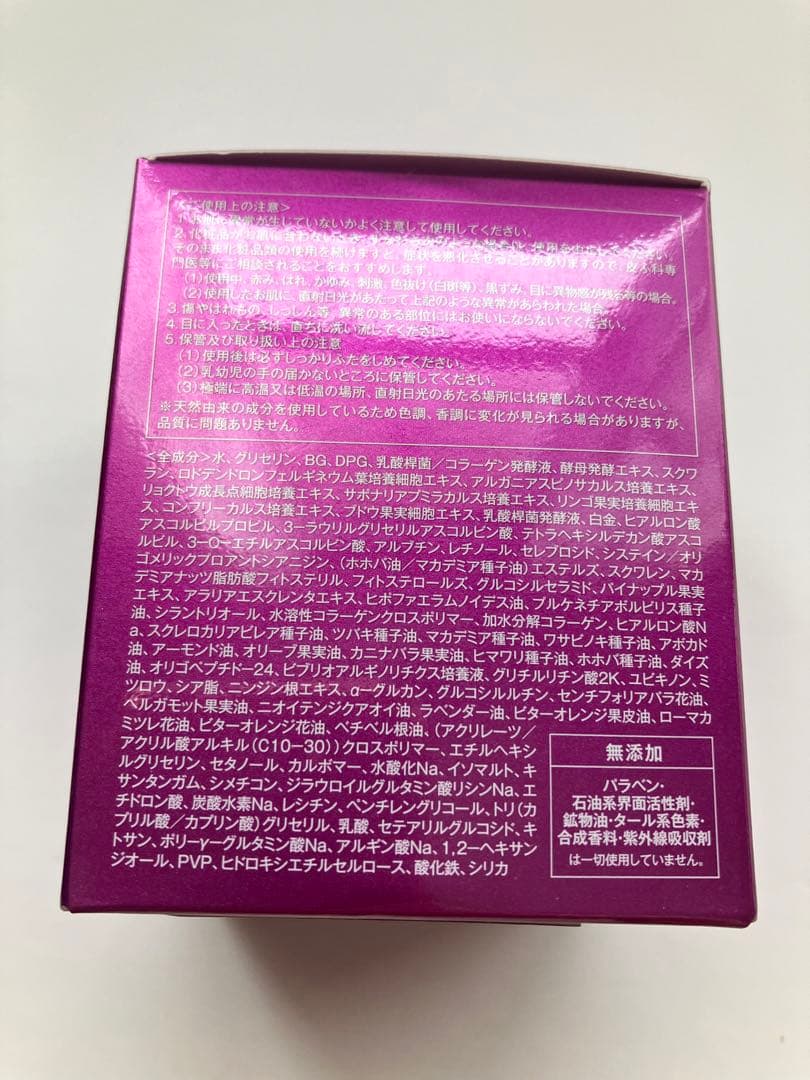 使用上の注意>
1. 異常が生じていないかよく注意して使用してください。
2. 化粧品がお肌に合わないとき 使用を中止してください。
そのまま化粧品類の使用を続けますと、症状を悪化させることがありますので、皮ふ科専
門医等にご相談されることをおすすめします。
(1)使用中、赤み、はれ、かゆみ、刺激、色抜け(白斑等)、黒ずみ、目に異物感が残る等の場合。
(2)使用したお肌に、直射日光があたって上記のような異常があらわれた場合。
3. 傷やはれもの、しっしん等、異常のある部位にはお使いにならないでください。
4. 目に入ったときは、直ちに洗い流してください。
5. 保管及び取り扱い上の注意
(1)使用後は必ずしっかりふたをしめてください。
(2)乳幼児の手の届かないところに保管してください。
(3)極端に高温又は低温の場所、直射日光のあたる場所には保管しないでください。
※天然由来の成分を使用しているため色調、香調に変化が見られる場合がありますが、
品質に問題ありません。
<全成分>水、グリセリン、BG、DPG、乳酸桿菌/コラーゲン発酵液、酵母発酵エキス、スクワ
ラン、ロドデンドロンフェルギネウム葉培養細胞エキス、アルガニアスピノサカルス培養エキス、
リョクトウ成長点細胞培養エキス、サポナリアプミラカルス培養エキス、リンゴ果実培養細胞エキ
ス、コンフリーカルス培養エキス、ブドウ果実細胞エキス、乳酸桿菌発酵液、白金、ヒアルロン酸
アスコルビルプロピル、3-ラウリルグリセリルアスコルビン酸、テトラヘキシルデカン酸アスコ
ルビル、3-O-エチルアスコルビン酸、アルブチン、レチノール、セレブロシド、システイン/オリ
ゴメリックプロアントシアニジン、(ホホバ油/マカデミア種子油)エステルズ、スクワレン、マカ
デミアナッツ脂肪酸フィトステリル、フィトステロールズ、グルコシルセラミド、パイナップル果実
エキス、アラリアエスクレンタエキス、ヒポファエラムノイデス油、プルケネチアボルビリス種子
油、シラントリオール、水溶性コラーゲンクロスポリマー、加水分解コラーゲン、ヒアルロン酸N
a、スクレロカリアビレア種子油、ツバキ種子油、マカデミア種子油、ワサビノキ種子油、アボカド
油、アーモンド油、オリーブ果実油、カニナバラ果実油、ヒマワリ種子油、ホホバ種子油、ダイズ
油、オリゴペプチド-24、ビブリオアルギノリチクス培養液、グリチルリチン酸2K、ユビキノン、ミ
ツロウ、シア脂、ニンジン根エキス、α-グルカン、グルコシルルチン、センチフォリアバラ花油、
ベルガモット果実油、ニオイテンジクアオイ油、ラベンダー油、ビターオレンジ果皮油、ローマカ
ミツレ花油、ビターオレンジ花油、ベチベル根油、(アクリレーツ/
アクリル酸アルキル(C10-30))クロスポリマー、エチルヘキシ
ルグリセリン、セタノール、カルボマー、水酸化Na、イソマルト、キ
サンタンガム、シメチコン、ジラウロイルグルタミン酸リシンNa、エ
チドロン酸、炭酸水素Na、レシチン、ペンチレングリコール、トリ(カ
プリル酸/カプリン酸)グリセリル、乳酸、セテアリルグルコシド、キ
トサン、ポリ-γ-グルタミン酸Na、アルギン酸Na、1,2-ヘキサン
ジオール、PVP、ヒドロキシエチルセルロース、酸化鉄、シリカ
無添加
パラベン・
石油系界面活性剤・
鉱物油・タール系色素・
合成香料・紫外線吸収剤
は一切使用していません。